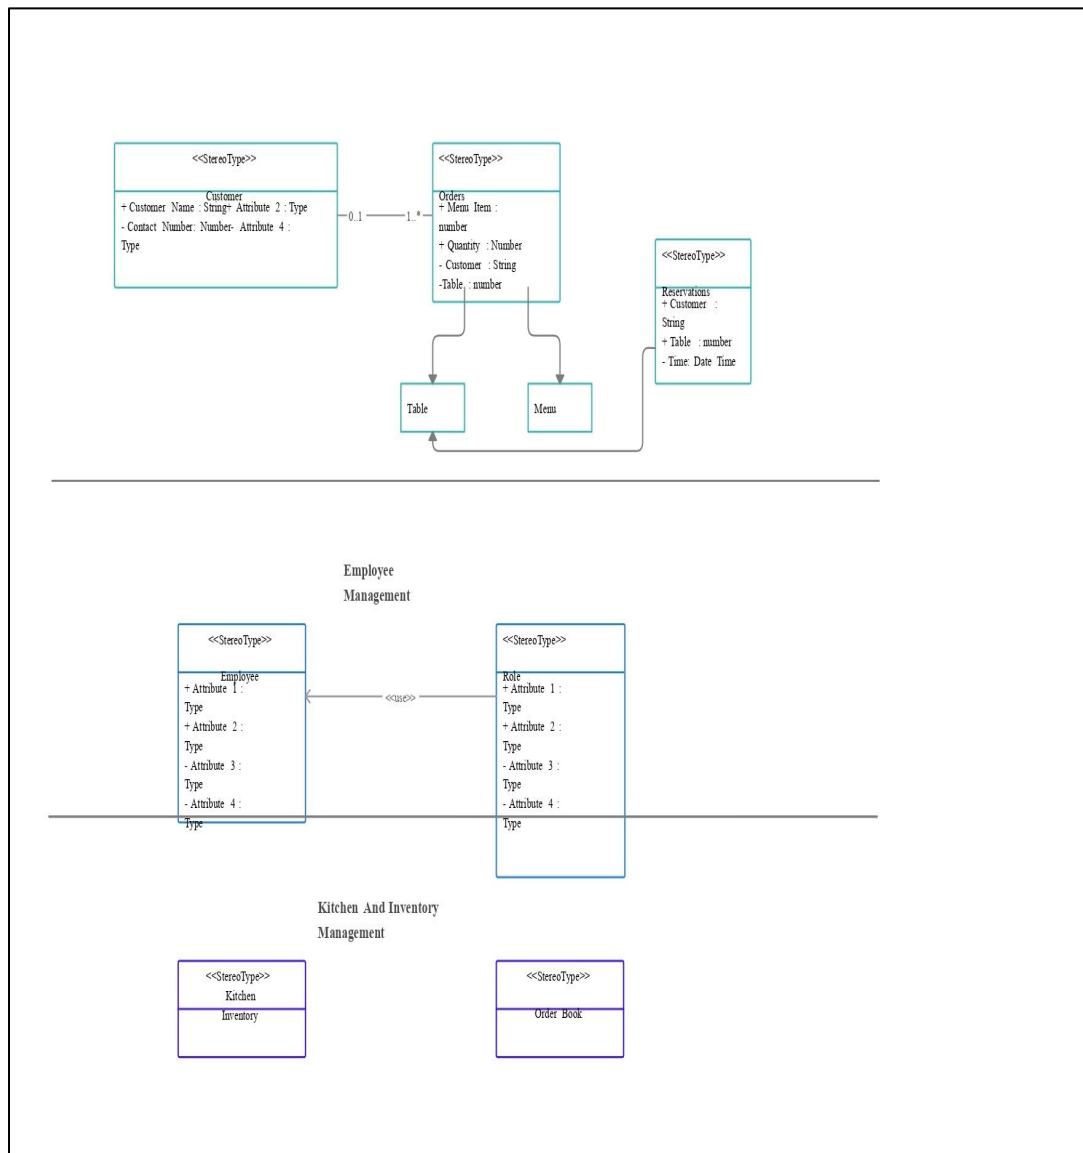 <<StereoType>>
Customer
+ Customer Name : String+ Attribute 2 : Type
- Contact Number: Number- Attribute 4 :
Type
0..1
1..*
<<StereoType>>
Orders
+ Menu Item :
number
+ Quantity : Number
- Customer : String
-Table : number
<<StereoType>>
Reservations
+ Customer :
String
+ Table : number
- Time: Date Time
Table
Menu
Employee
Management
<<StereoType>>
Employee
+ Attribute 1 :
Type
+ Attribute 2 :
Type
- Attribute 3 :
Type
- Attribute 4 :
Type
<<use>>
<<StereoType>>
Role
+ Attribute 1 :
Type
+ Attribute 2 :
Type
- Attribute 3 :
Type
- Attribute 4 :
Type
Kitchen And Inventory
Management
<<StereoType>>
Kitchen
Inventory
<<StereoType>>
Order Book